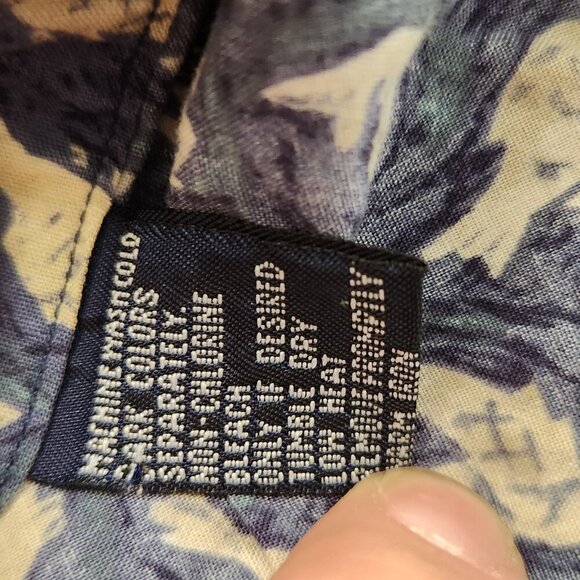 MACHINE WASH COLD
DARK COLORS
SEPARATELY
NON-CHLORINE
BLEACH
ONLY IF DESIRED
TUMBLE DRY
LOW HEAT
REMOVE PROMPTLY
WARM IRON